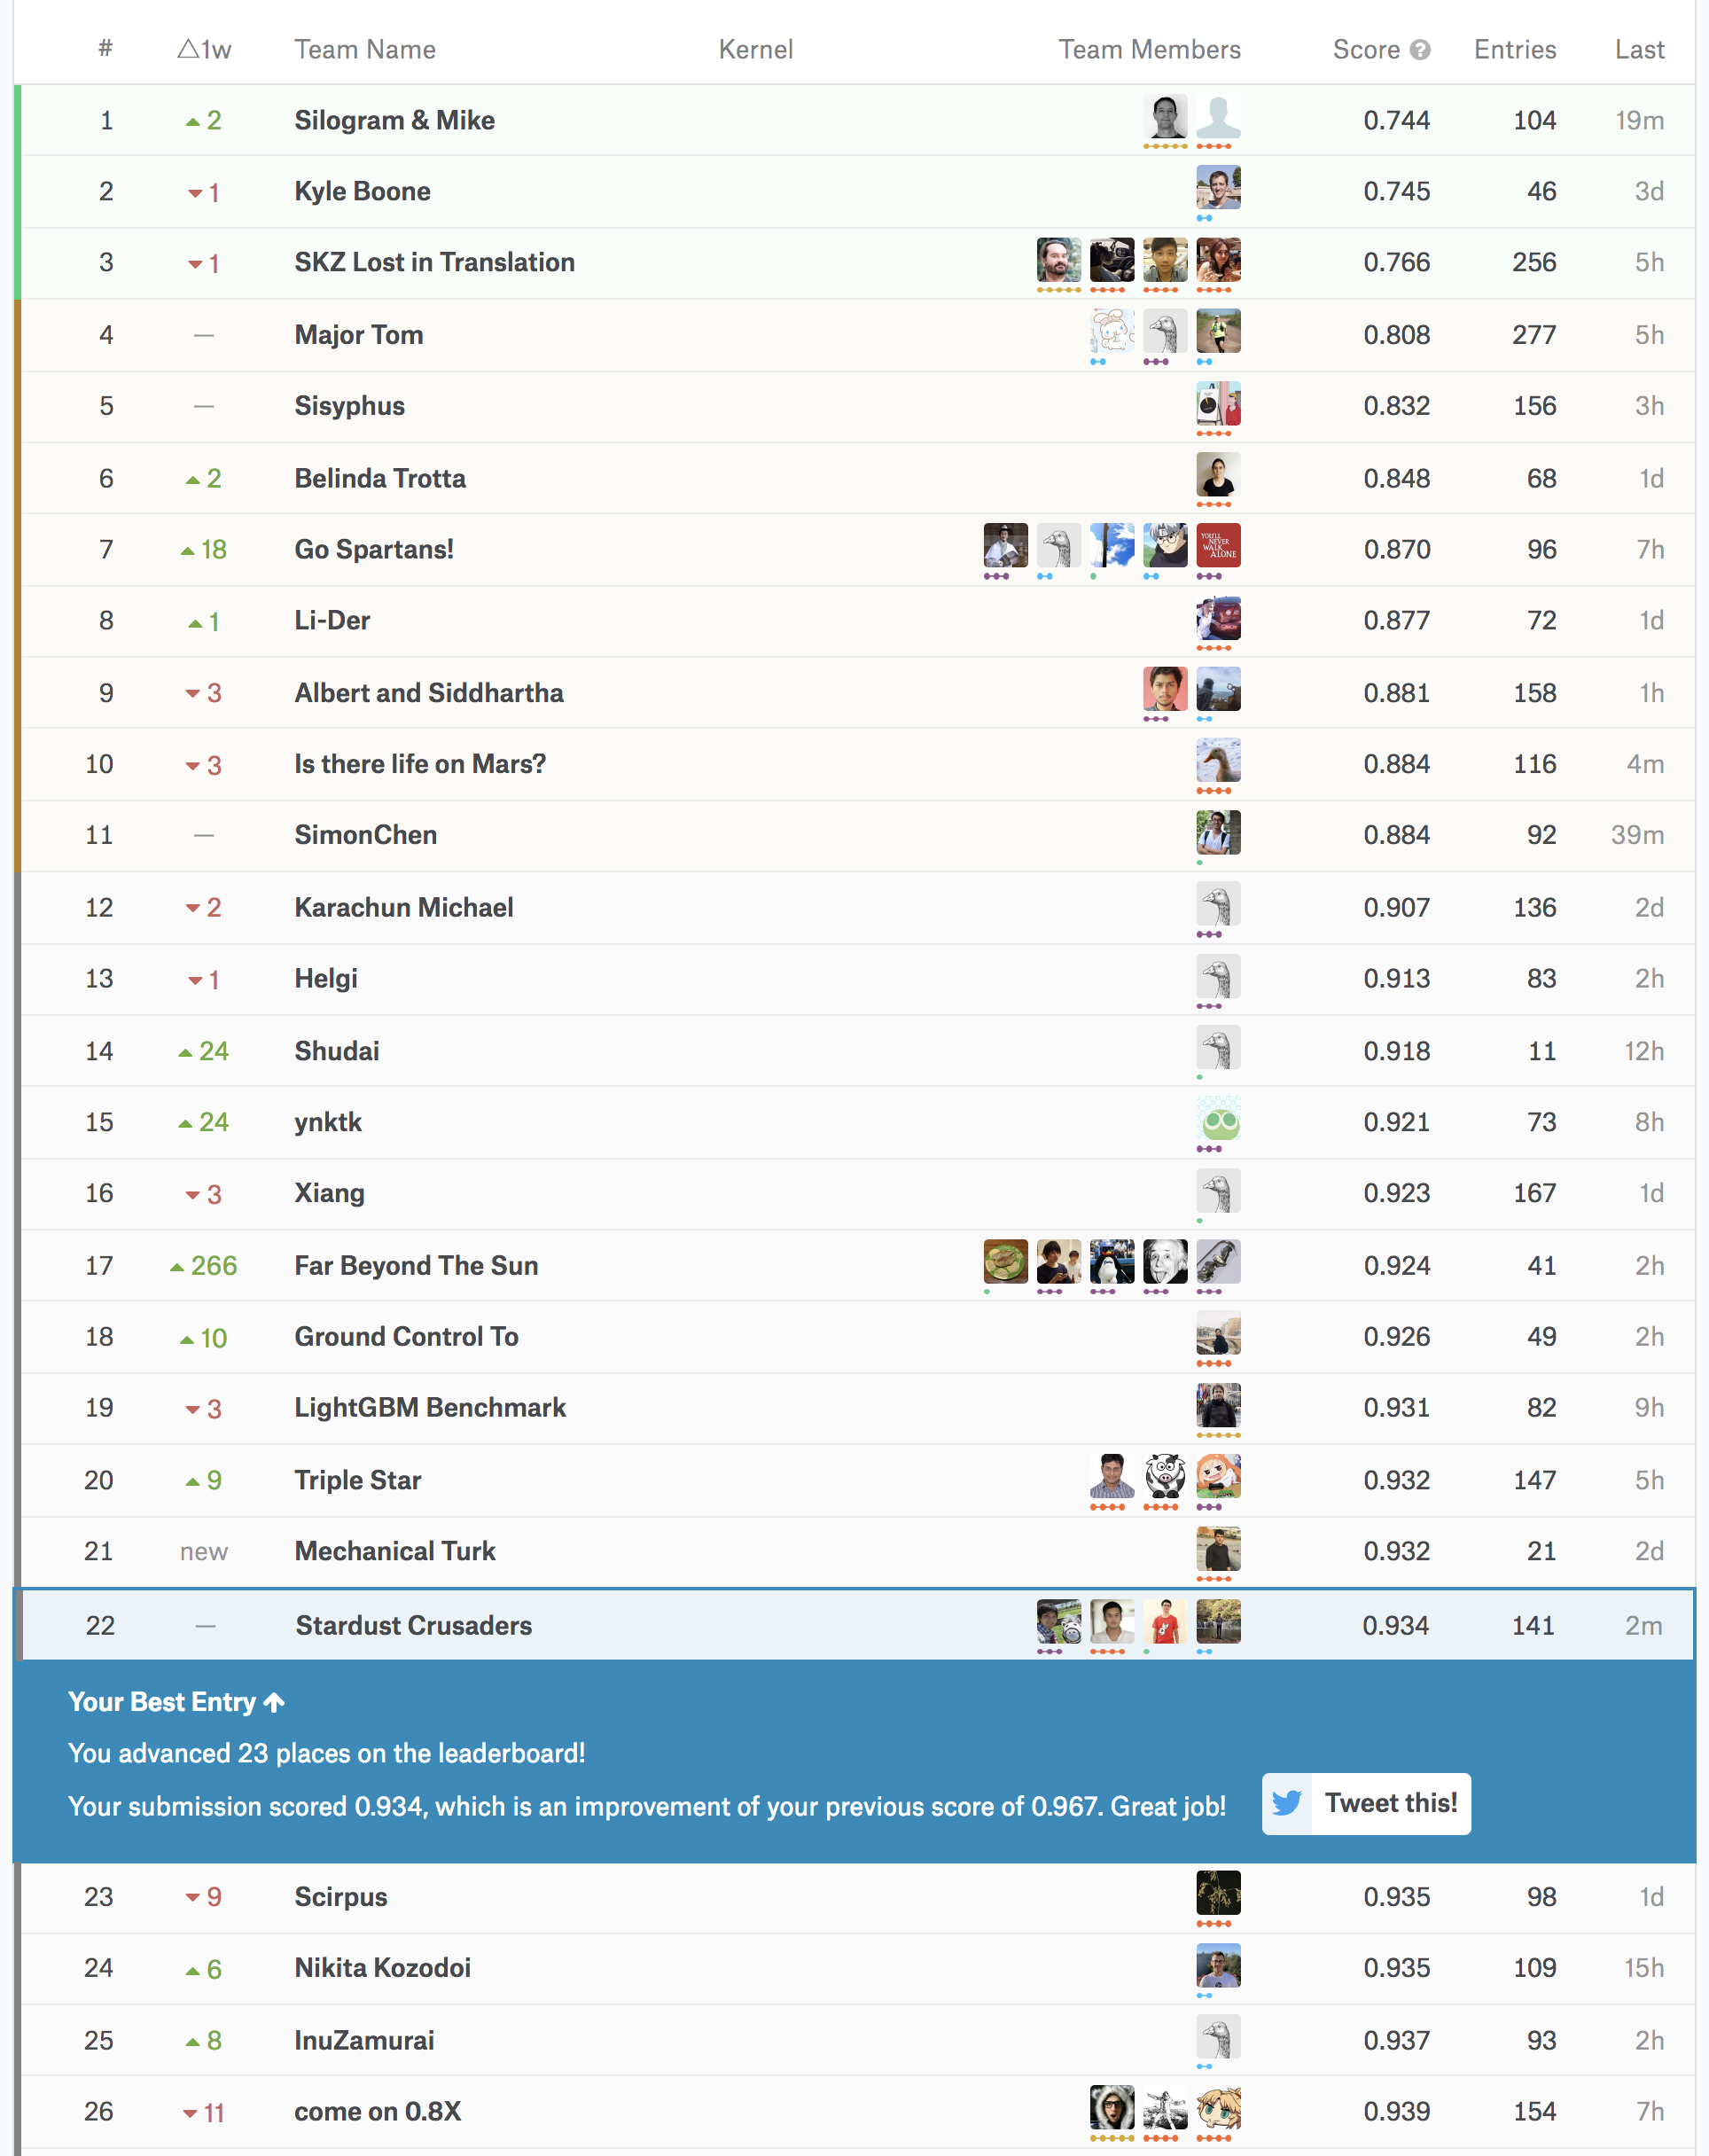 # △1w Team Name Kernel Team Members Score ? Entries Last
1 ▲2 Silogram & Mike 0.744 104 19m
2 ▼1 Kyle Boone 0.745 46 3d
3 ▼1 SKZ Lost in Translation 0.766 256 5h
4 — Major Tom 0.808 277 5h
5 — Sisyphus 0.832 156 3h
6 ▲2 Belinda Trotta 0.848 68 1d
7 ▲18 Go Spartans! YOU'LL NEVER WALK ALONE 0.870 96 7h
8 ▲1 Li-Der 0.877 72 1d
9 ▼3 Albert and Siddhartha 0.881 158 1h
10 ▼3 Is there life on Mars? 0.884 116 4m
11 — SimonChen 0.884 92 39m
12 ▼2 Karachun Michael 0.907 136 2d
13 ▼1 Helgi 0.913 83 2h
14 ▲24 Shudai 0.918 11 12h
15 ▲24 ynktk 0.921 73 8h
16 ▼3 Xiang 0.923 167 1d
17 ▲266 Far Beyond The Sun 0.924 41 2h
18 ▲10 Ground Control To 0.926 49 2h
19 ▼3 LightGBM Benchmark 0.931 82 9h
20 ▲9 Triple Star 0.932 147 5h
21 new Mechanical Turk 0.932 21 2d
22 — Stardust Crusaders 0.934 141 2m
Your Best Entry ↑
You advanced 23 places on the leaderboard!
Your submission scored 0.934, which is an improvement of your previous score of 0.967. Great job! Tweet this!
23 ▼9 Scirpus 0.935 98 1d
24 ▲6 Nikita Kozodoi 0.935 109 15h
25 ▲8 InuZamurai 0.937 93 2h
26 ▼11 come on 0.8X 0.939 154 7h